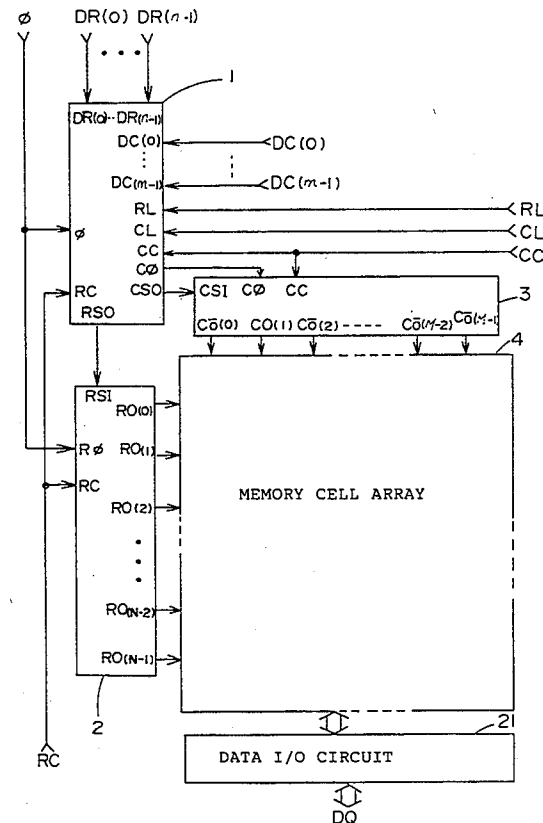 ø DR(0) DR(n-1)
1
DR(0)··DR(n-1)
DC(0) DC(0)
DC(m-1) DC(m-1)
RL RL
ø CL CL
CC CC
CØ
RC CSO CSI CØ CC 3
RSO
C̅O̅(0) CO(1) C̅O̅(2) ----- C̅O̅(M-2) C̅O̅(M-1)
4
RSI
RO(0)
RØ RO(1)
RC
MEMORY CELL ARRAY
RO(2)
RO(N-2)
RO(N-1)
2
21
RC
DATA I/O CIRCUIT
DQ